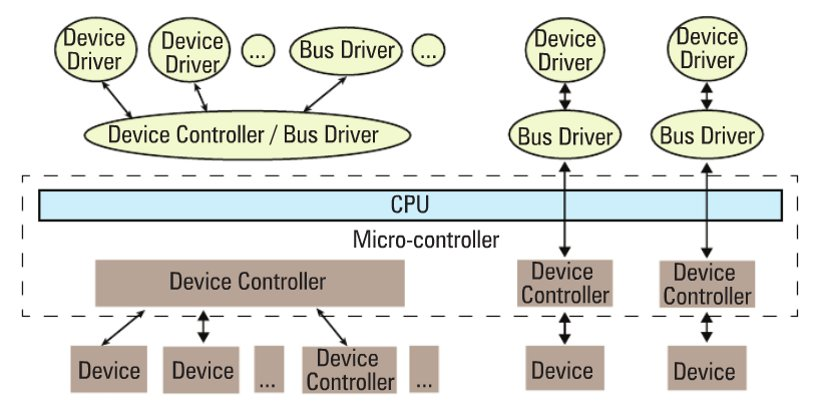 Device
Driver
Device
Driver
...
Bus Driver
...
Device
Driver
Device
Driver
Device Controller / Bus Driver
Bus Driver
Bus Driver
CPU
Micro-controller
Device Controller
Device
Controller
Device
Controller
Device
Device
...
Device
Controller
...
Device
Device